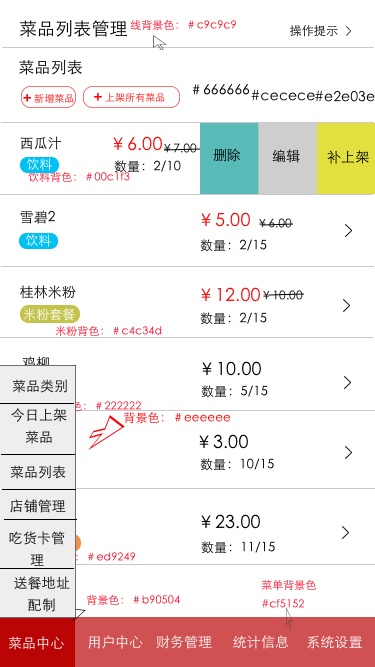 菜品列表管理
线背景色：#c9c9c9
操作提示
菜品列表
新增菜品
上架所有菜品
#666666
#cecece
#e2e03e
西瓜汁
¥6.00
¥7.00
饮料
数量：2/10
饮料背景色：#00c1f3
删除
编辑
补上架
雪碧2
¥5.00
¥6.00
饮料
数量：2/15
桂林米粉
¥12.00
¥10.00
米粉套餐
数量：2/15
米粉背景色：#c4c34d
鸡柳
¥10.00
数量：5/15
色：#222222
背景色：#eeeeee
¥3.00
数量：10/15
¥23.00
数量：11/15
：#ed9249
菜品类别
今日上架
菜品
菜品列表
店铺管理
吃货卡管
理
送餐地址
配制
背景色：#b90504
菜单背景色
#cf5152
菜品中心
用户中心
财务管理
统计信息
系统设置